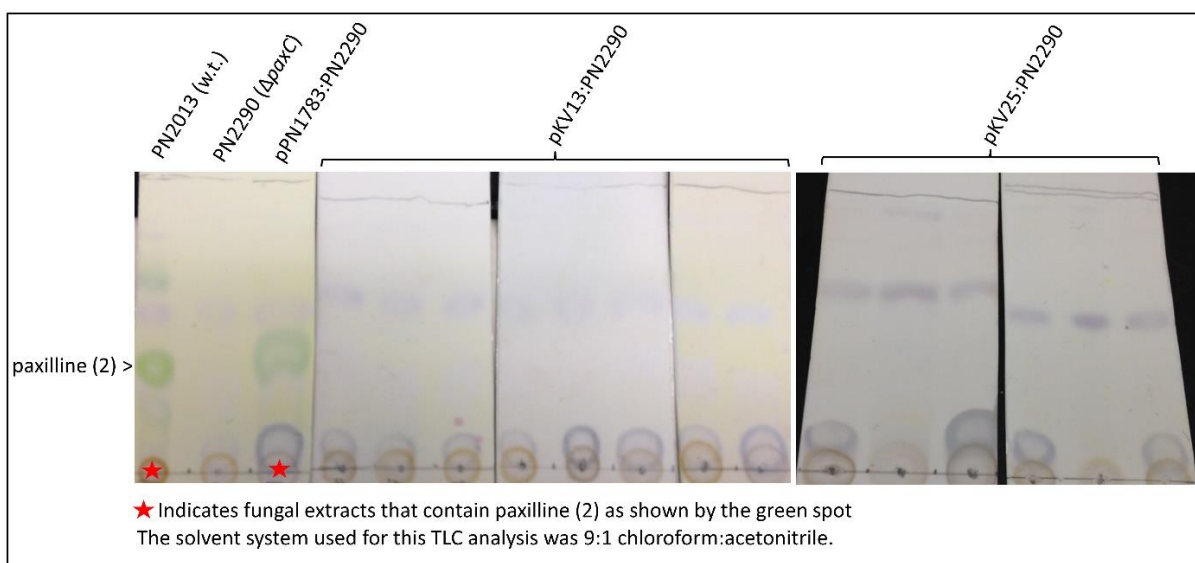 PN2013 (w.t.)
PN2290 (ΔpaxC)
pPN1783:PN2290
pKV13:PN2290
pKV25:PN2290
paxilline (2) >
★ Indicates fungal extracts that contain paxilline (2) as shown by the green spot
The solvent system used for this TLC analysis was 9:1 chloroform:acetonitrile.